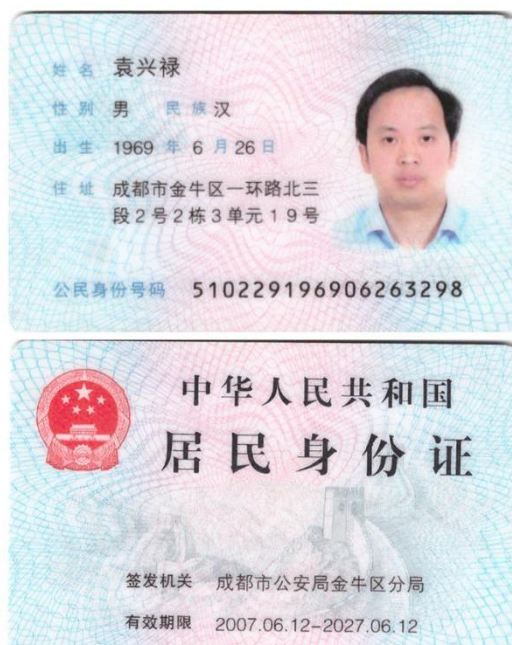 姓名 袁兴禄
性别 男 民族 汉
出生 1969 年 6 月 26 日
住址 成都市金牛区一环路北三
段2号2栋3单元19号
公民身份号码 510229196906263298
中华人民共和国
居民身份证
签发机关 成都市公安局金牛区分局
有效期限 2007.06.12-2027.06.12